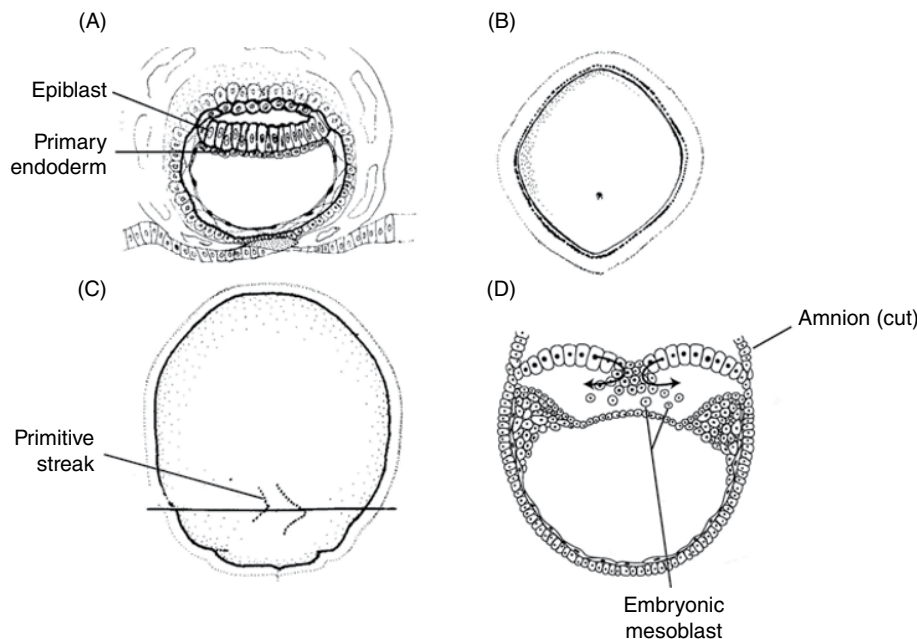 (A)
(B)
Epiblast
Primary
endoderm
(C)
(D)
Amnion (cut)
Primitive
streak
Embryonic
mesoblast